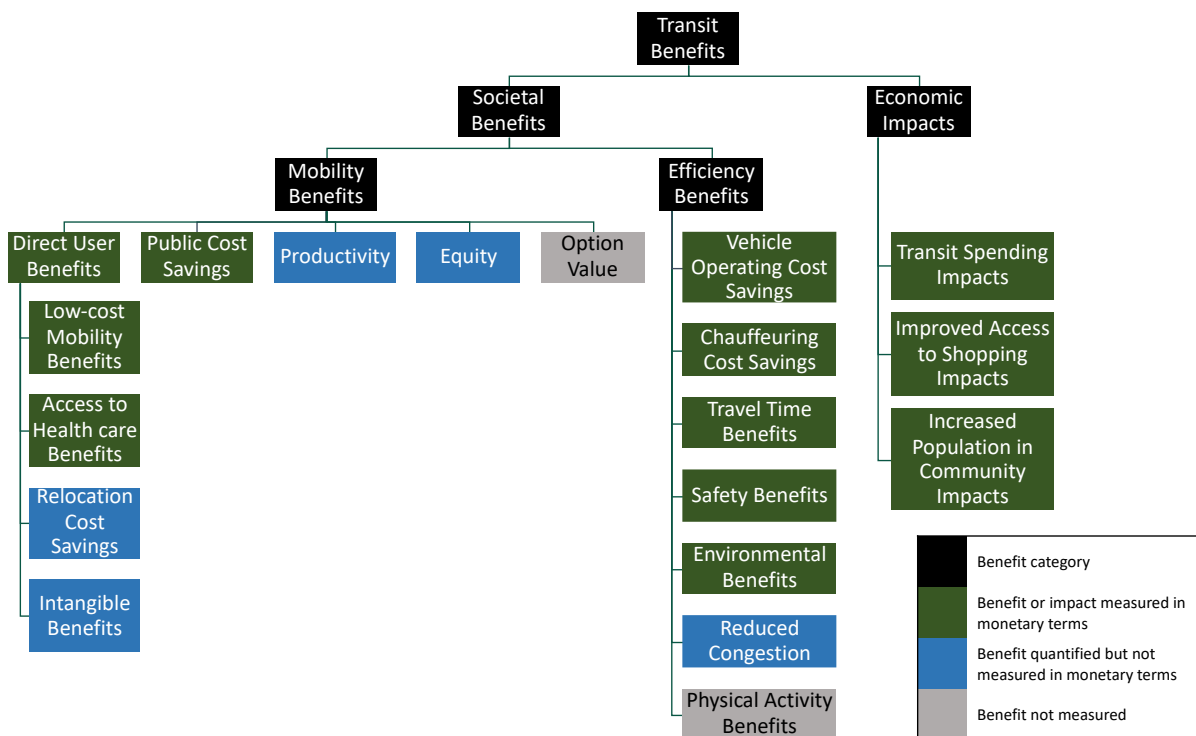 Transit
Benefits
Societal
Benefits
Economic
Impacts
Mobility
Benefits
Efficiency
Benefits
Direct User
Benefits
Public Cost
Savings
Productivity
Equity
Option
Value
Low-cost
Mobility
Benefits
Access to
Health care
Benefits
Relocation
Cost
Savings
Intangible
Benefits
Vehicle
Operating Cost
Savings
Chauffeuring
Cost Savings
Travel Time
Benefits
Safety Benefits
Environmental
Benefits
Reduced
Congestion
Physical Activity
Benefits
Transit Spending
Impacts
Improved Access
to Shopping
Impacts
Increased
Population in
Community
Impacts
Benefit category
Benefit or impact measured in
monetary terms
Benefit quantified but not
measured in monetary terms
Benefit not measured